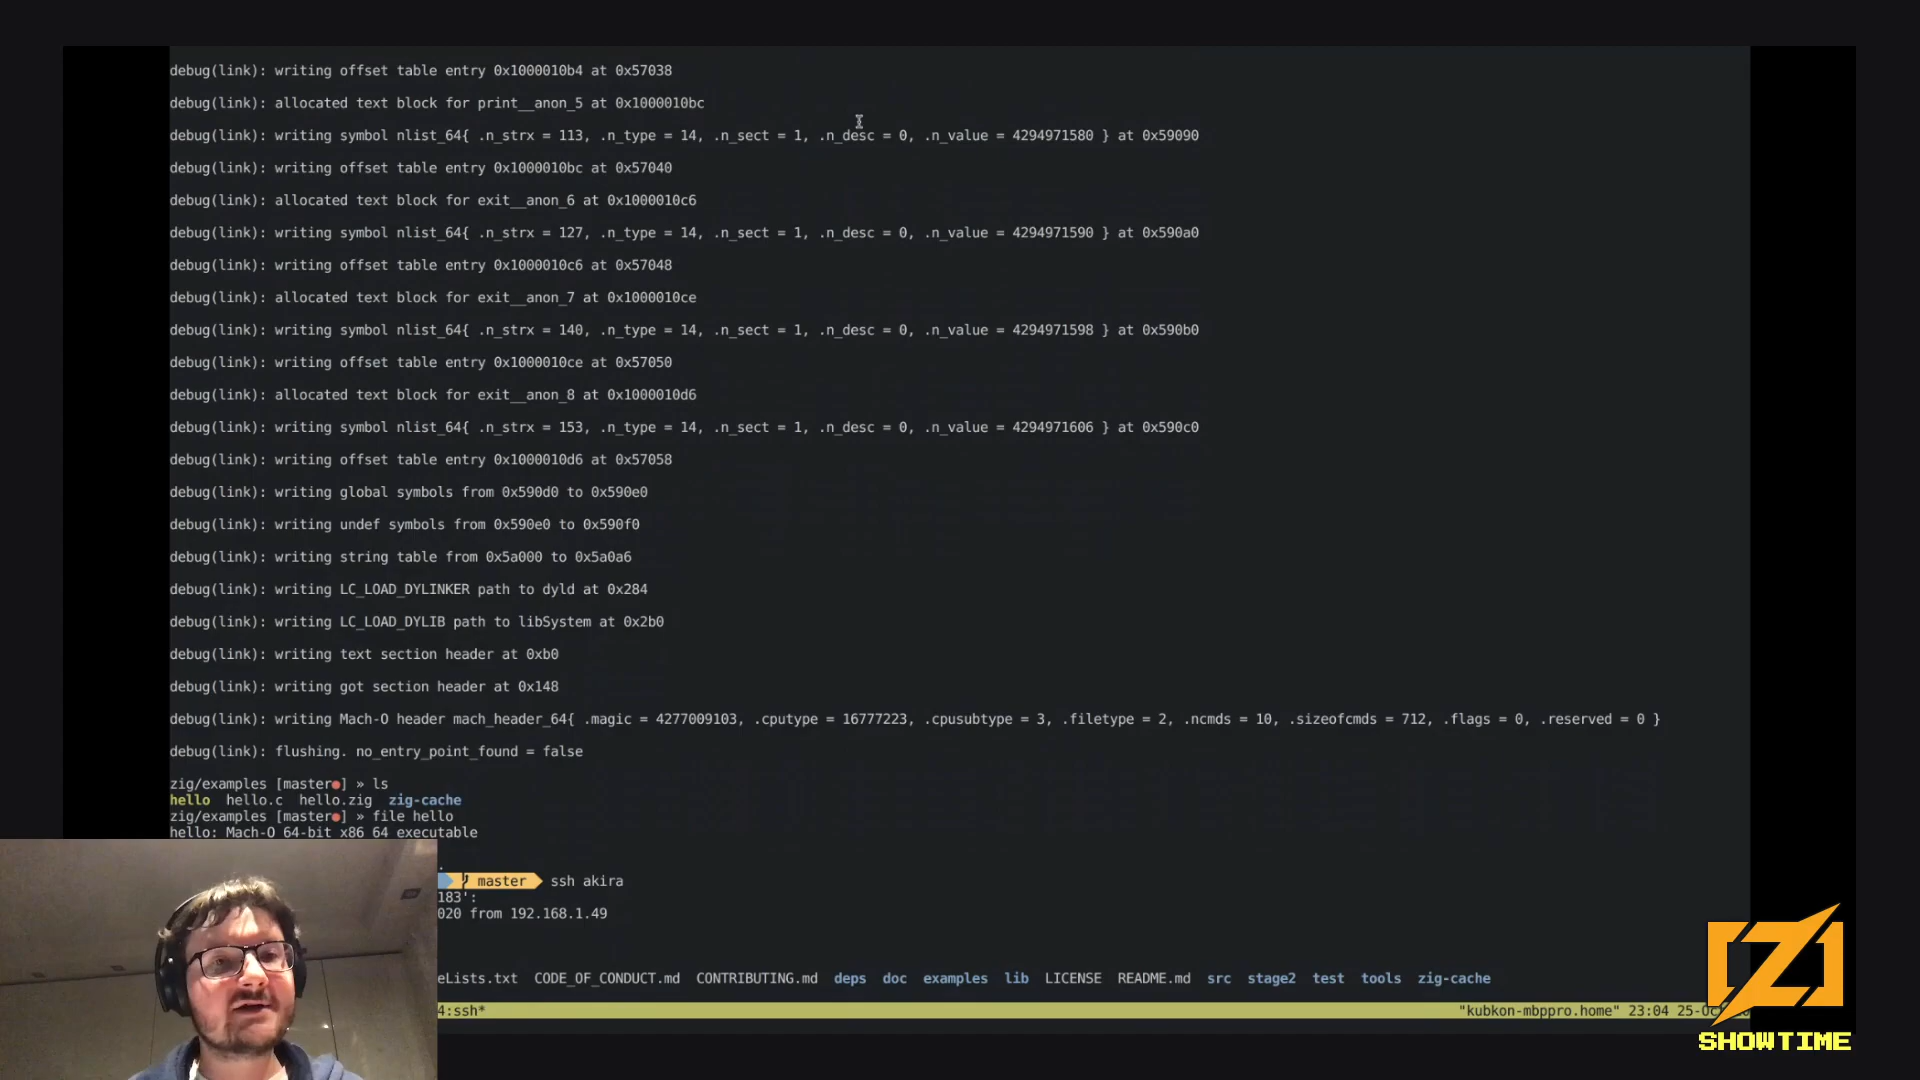 debug(link): writing offset table entry 0x1000010b4 at 0x57038
debug(link): allocated text block for print__anon_5 at 0x1000010bc
debug(link): writing symbol nlist_64{ .n_strx = 113, .n_type = 14, .n_sect = 1, .n_desc = 0, .n_value = 4294971580 } at 0x59090
debug(link): writing offset table entry 0x1000010bc at 0x57040
debug(link): allocated text block for exit__anon_6 at 0x1000010c6
debug(link): writing symbol nlist_64{ .n_strx = 127, .n_type = 14, .n_sect = 1, .n_desc = 0, .n_value = 4294971590 } at 0x590a0
debug(link): writing offset table entry 0x1000010c6 at 0x57048
debug(link): allocated text block for exit__anon_7 at 0x1000010ce
debug(link): writing symbol nlist_64{ .n_strx = 140, .n_type = 14, .n_sect = 1, .n_desc = 0, .n_value = 4294971598 } at 0x590b0
debug(link): writing offset table entry 0x1000010ce at 0x57050
debug(link): allocated text block for exit__anon_8 at 0x1000010d6
debug(link): writing symbol nlist_64{ .n_strx = 153, .n_type = 14, .n_sect = 1, .n_desc = 0, .n_value = 4294971606 } at 0x590c0
debug(link): writing offset table entry 0x1000010d6 at 0x57058
debug(link): writing global symbols from 0x590d0 to 0x590e0
debug(link): writing undef symbols from 0x590e0 to 0x590f0
debug(link): writing string table from 0x5a000 to 0x5a0a6
debug(link): writing LC_LOAD_DYLINKER path to dyld at 0x284
debug(link): writing LC_LOAD_DYLIB path to libSystem at 0x2b0
debug(link): writing text section header at 0xb0
debug(link): writing got section header at 0x148
debug(link): writing Mach-O header mach_header_64{ .magic = 4277009103, .cputype = 16777223, .cpusubtype = 3, .filetype = 2, .ncmds = 10, .sizeofcmds = 712, .flags = 0, .reserved = 0 }
debug(link): flushing. no_entry_point_found = false
zig/examples [master●] » ls
hello hello.c hello.zig zig-cache
zig/examples [master●] » file hello
hello: Mach-O 64-bit x86_64 executable
master ssh akira
183':
020 from 192.168.1.49
eLists.txt CODE_OF_CONDUCT.md CONTRIBUTING.md deps doc examples lib LICENSE README.md src stage2 test tools zig-cache
4:ssh* "kubkon-mbppro.home" 23:04 25-Oc
SHOWTIME